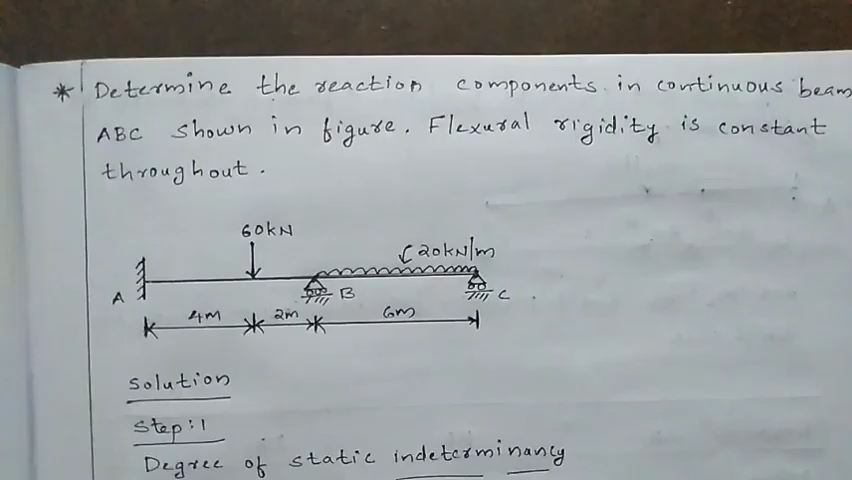 * Determine the reaction components in continuous beam
ABC shown in figure. Flexural rigidity is constant
throughout.
60kN
20kN/m
A
B
C
4m
2m
6m
Solution
Step:1
Degree of static indeterminancy